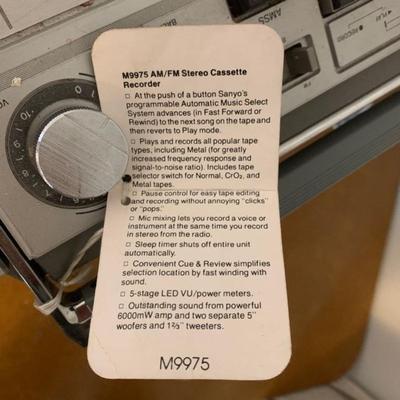 M9975 AM/FM Stereo Cassette
Recorder
□ At the push of a button Sanyo's
programmable Automatic Music Select
System advances (in Fast Forward or
Rewind) to the next song on the tape and
then reverts to Play mode.
□ Plays and records all popular tape
types, including Metal (for greatly
increased frequency response and
signal-to-noise ratio). Includes tape
selector switch for Normal, CrO₂, and
Metal tapes.
□ Pause control for easy tape editing
and recording without annoying "clicks"
or "pops."
□ Mic mixing lets you record a voice or
instrument at the same time you record
in stereo from the radio.
□ Sleep timer shuts off entire unit
automatically.
□ Convenient Cue & Review simplifies
selection location by fast winding with
sound.
□ 5-stage LED VU/power meters.
□ Outstanding sound from powerful
6000mW amp and two separate 5"
woofers and 1⅔" tweeters.
M9975
AMSS
PLAY
RECORD
VO
10